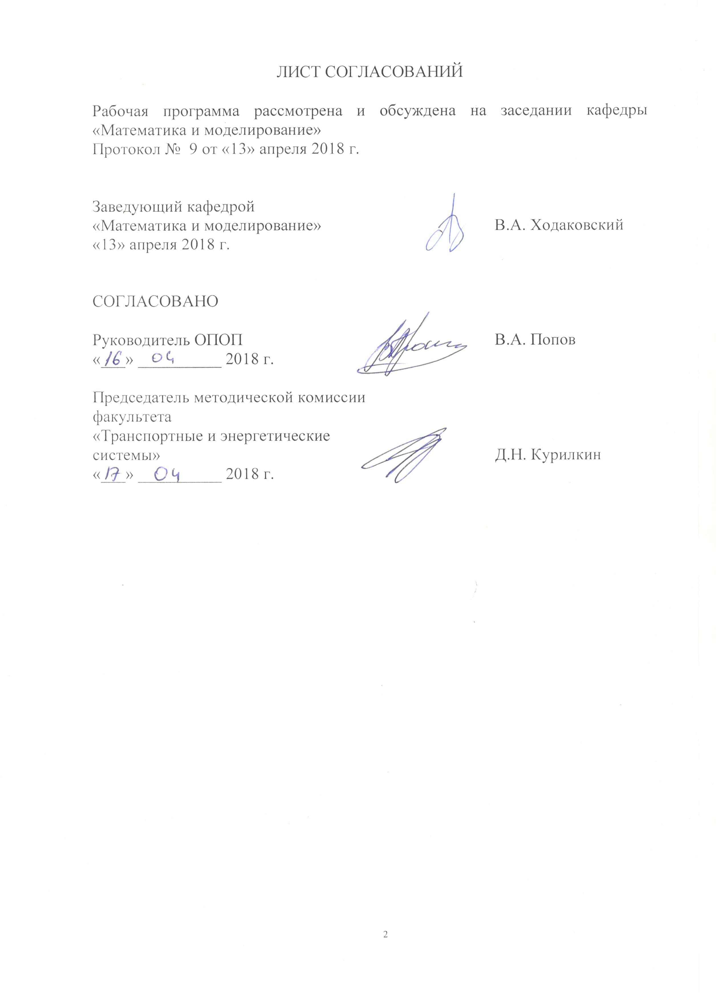 ЛИСТ СОГЛАСОВАНИЙ
Рабочая программа рассмотрена и обсуждена на заседании кафедры
«Математика и моделирование»
Протокол № 9 от «13» апреля 2018 г.
Заведующий кафедрой
«Математика и моделирование» В.А. Ходаковский
«13» апреля 2018 г.
СОГЛАСОВАНО
Руководитель ОПОП В.А. Попов
«16» 04 2018 г.
Председатель методической комиссии
факультета
«Транспортные и энергетические
системы» Д.Н. Курилкин
«17» 04 2018 г.
2